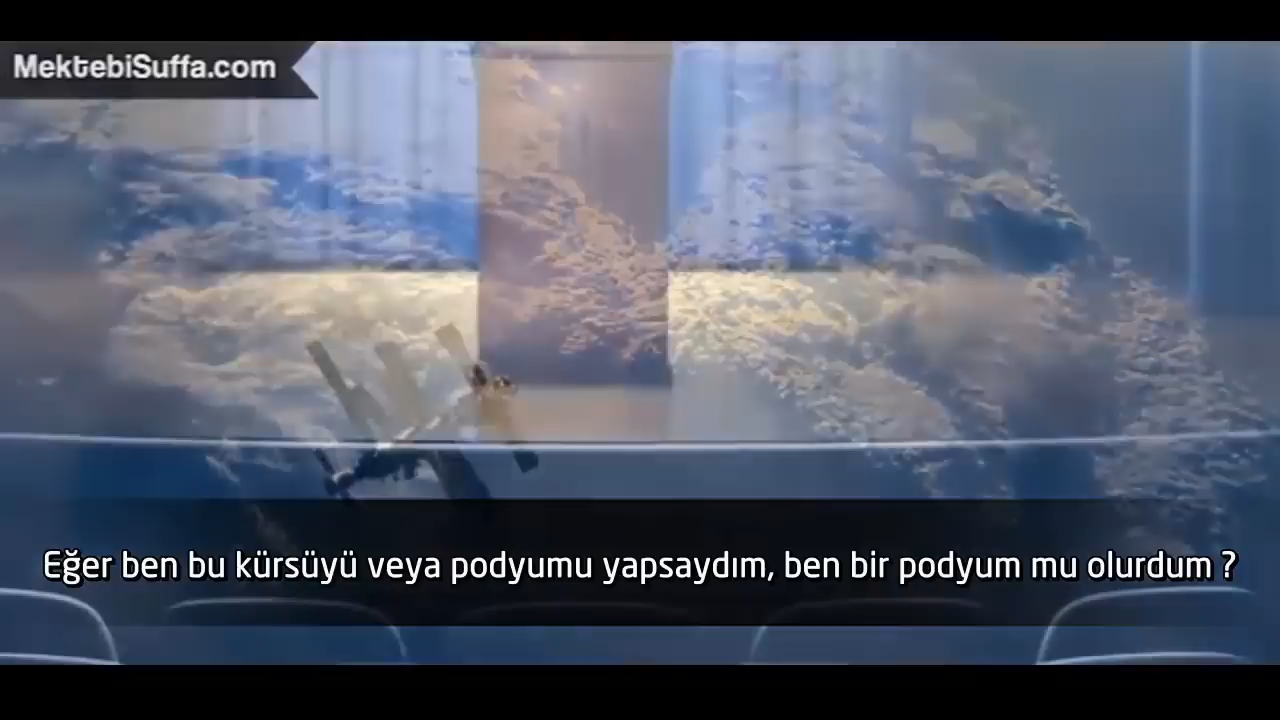 MektebiSuffa.com
Eğer ben bu kürsüyü veya podyumu yapsaydım, ben bir podyum mu olurdum ?